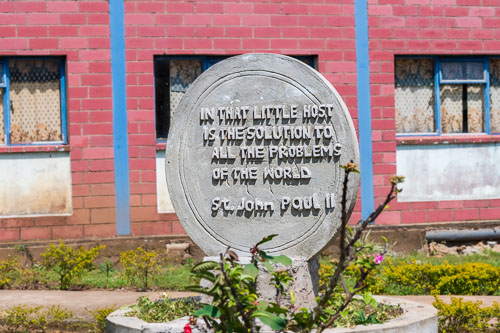 IN THAT LITTLE HOST
IS THE SOLUTION TO
ALL THE PROBLEMS
OF THE WORLD
St. John Paul II